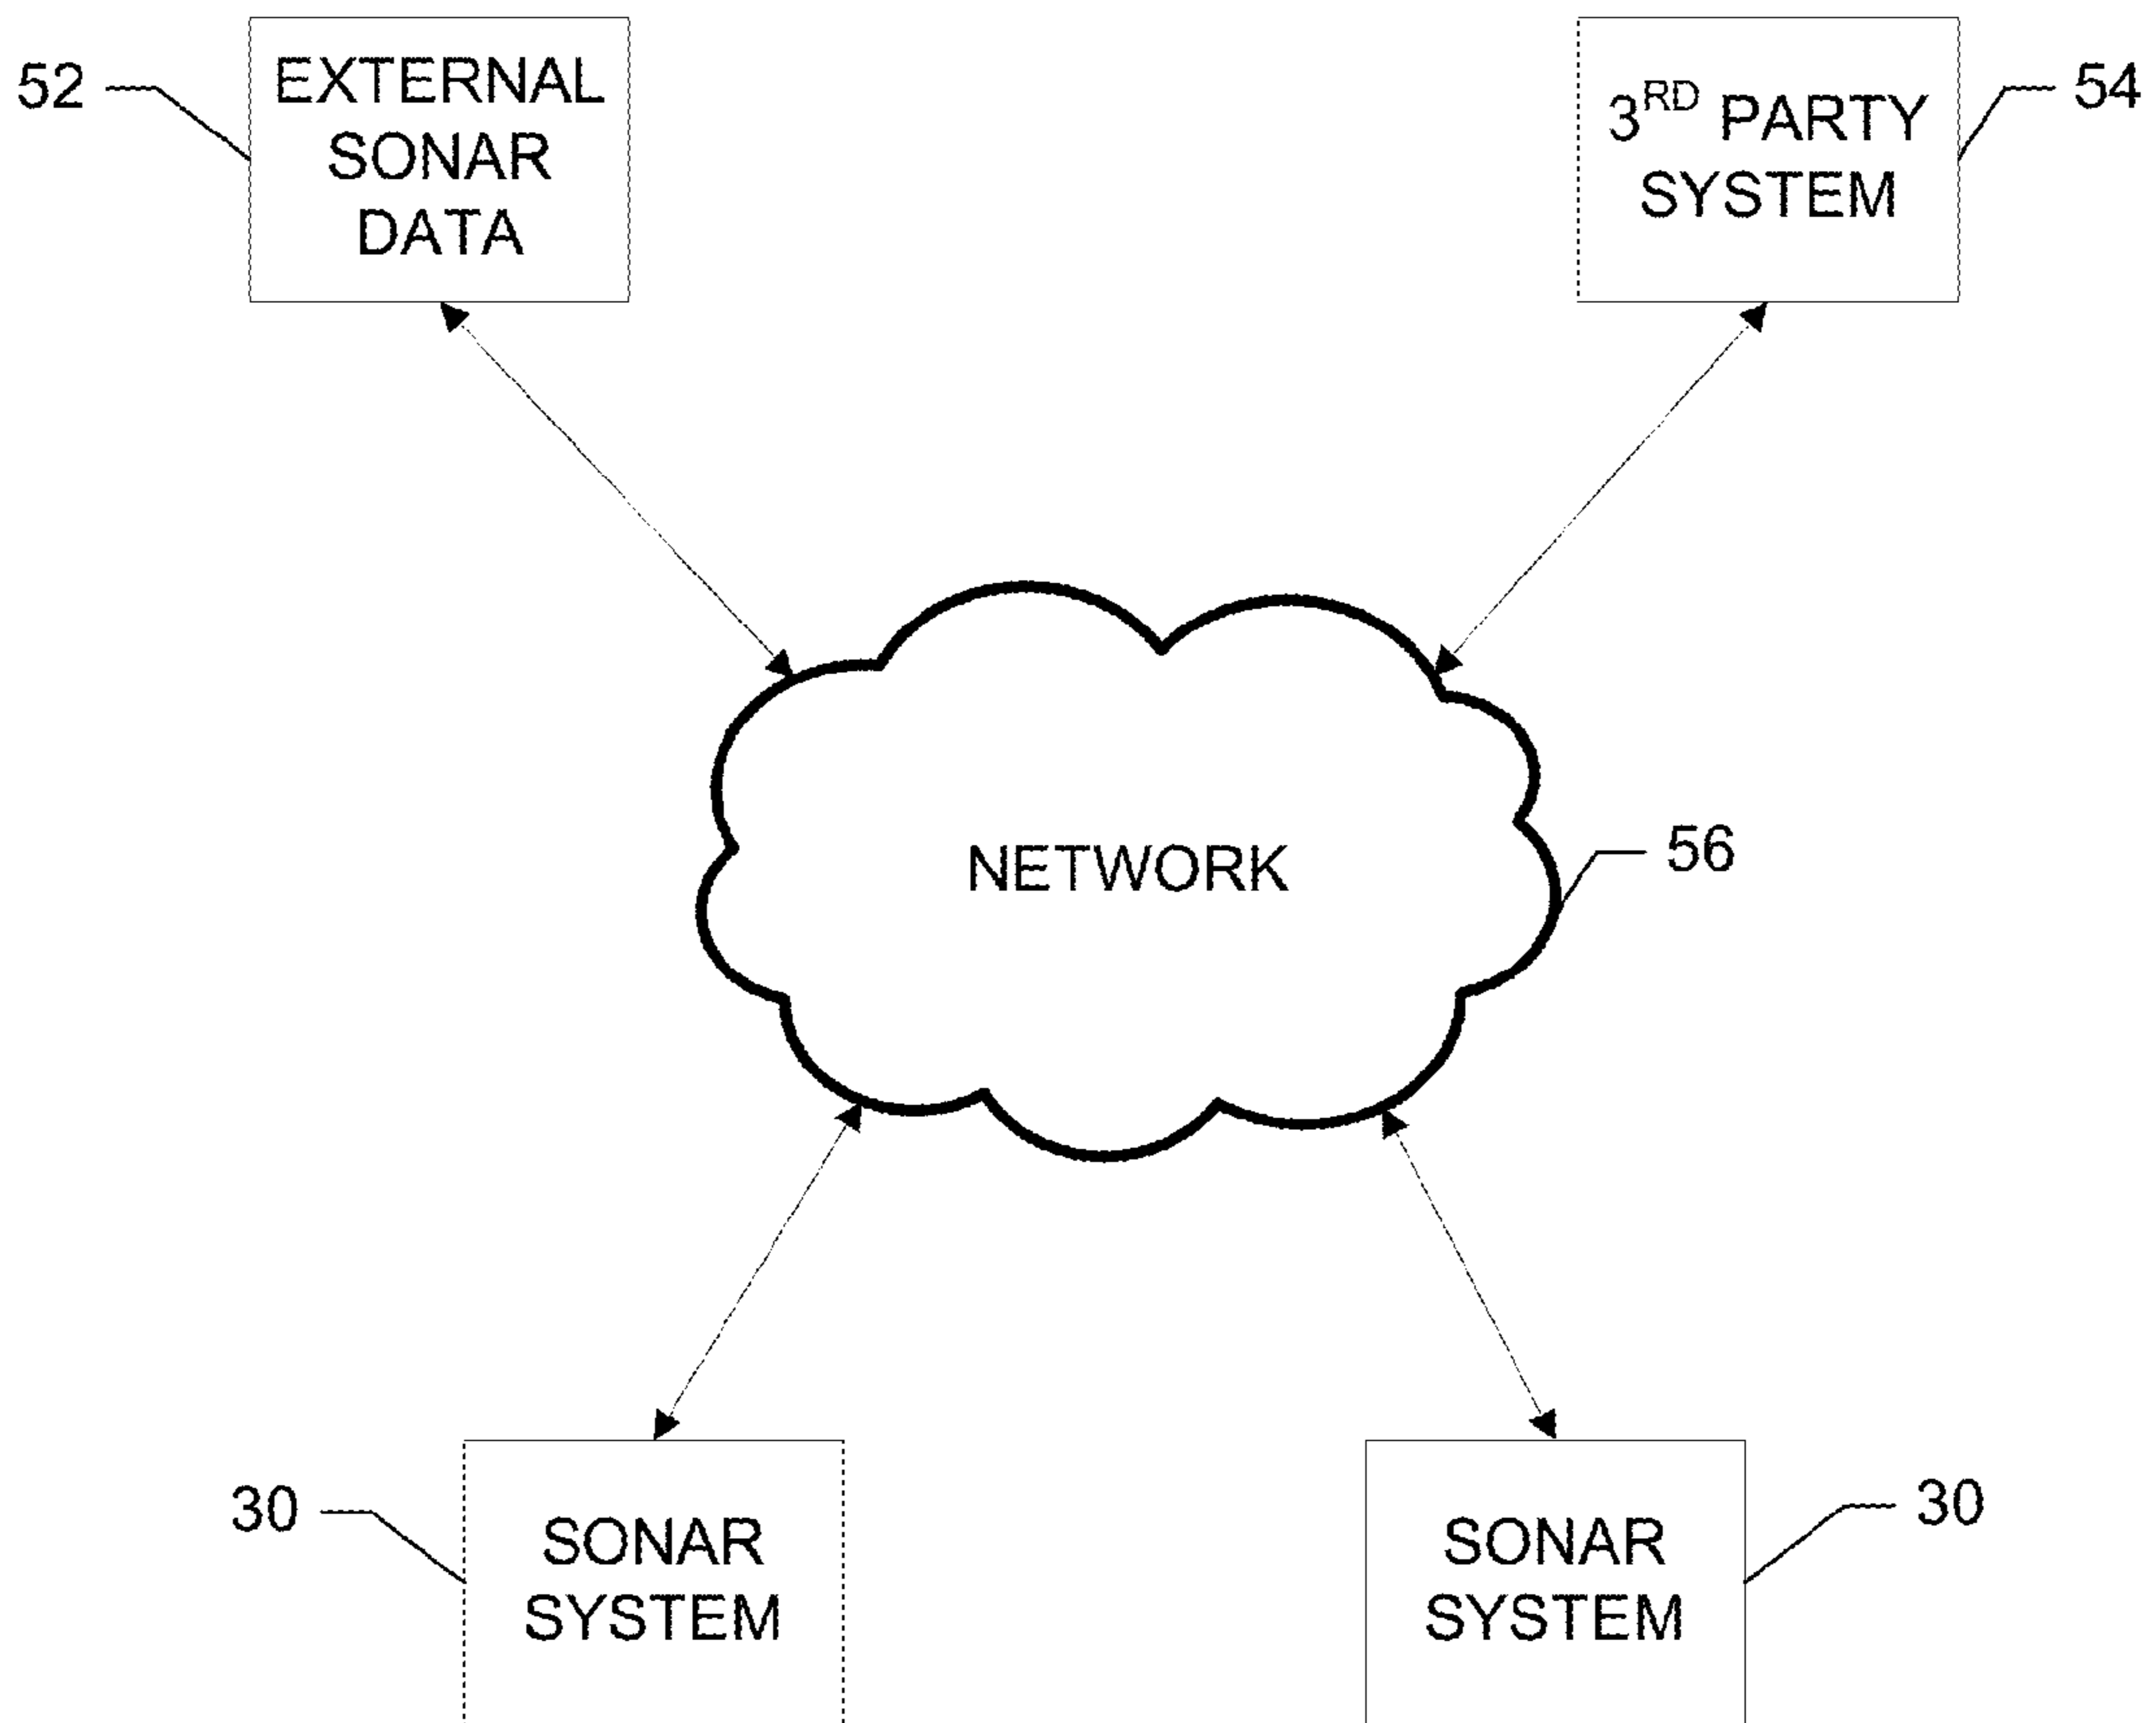 52
EXTERNAL
SONAR
DATA
3RD PARTY
SYSTEM
54
NETWORK
56
30
SONAR
SYSTEM
SONAR
SYSTEM
30